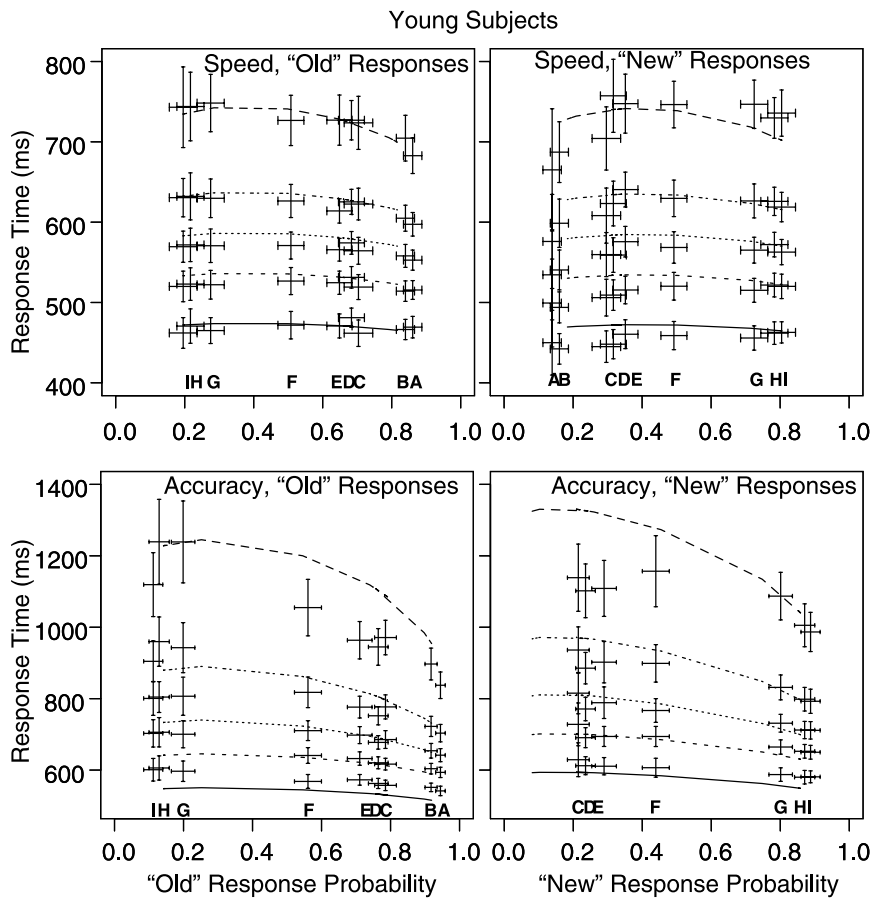 Young Subjects
Speed, “Old” Responses
Speed, “New” Responses
Response Time (ms)
800
700
600
500
400
IH G F EDC BA
AB C DE F G HI
0.0 0.2 0.4 0.6 0.8 1.0
0.0 0.2 0.4 0.6 0.8 1.0
Accuracy, “Old” Responses
Accuracy, “New” Responses
Response Time (ms)
1400
1200
1000
800
600
IH G F EDC BA
CDE F G HI
0.0 0.2 0.4 0.6 0.8 1.0
0.0 0.2 0.4 0.6 0.8 1.0
“Old” Response Probability
“New” Response Probability